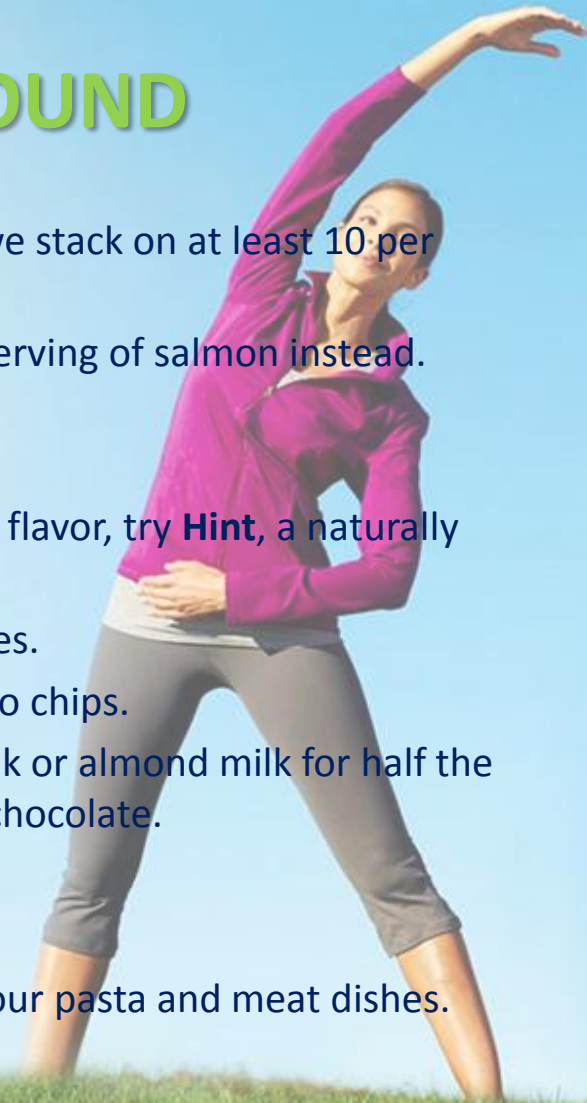 OUND
ve stack on at least 10 per
erving of salmon instead.
flavor, try Hint, a naturally
es.
o chips.
k or almond milk for half the
chocolate.
our pasta and meat dishes.